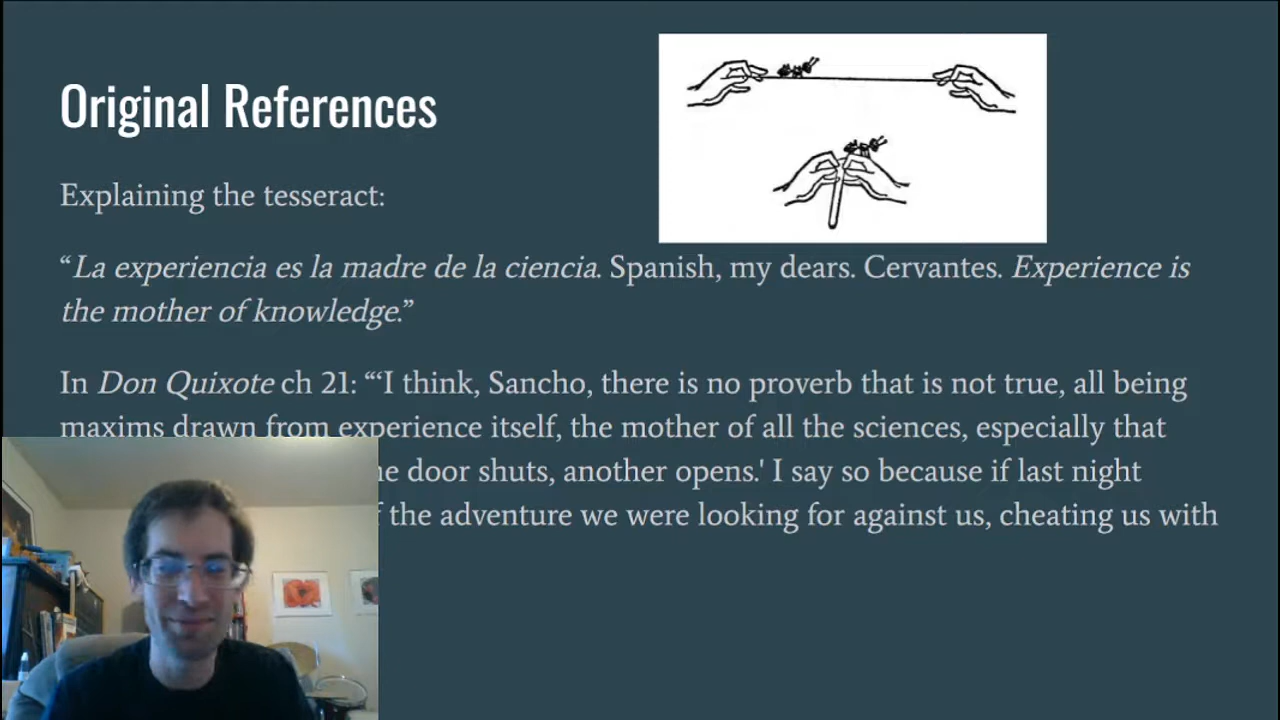 Original References
Explaining the tesseract:
“La experiencia es la madre de la ciencia. Spanish, my dears. Cervantes. Experience is
the mother of knowledge.”
In Don Quixote ch 21: “‘I think, Sancho, there is no proverb that is not true, all being
maxims drawn from experience itself, the mother of all the sciences, especially that
door shuts, another opens.' I say so because if last night
the adventure we were looking for against us, cheating us with